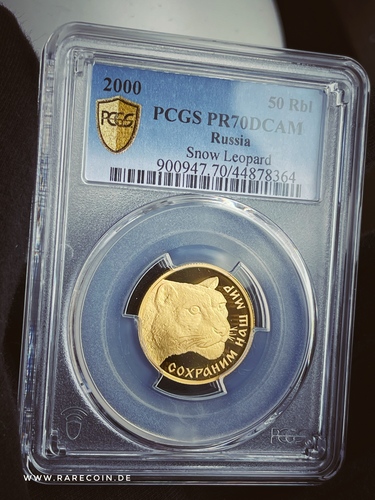 2000
50 Rbl
PCGS
PCGS PR70DCAM
Russia
Snow Leopard
900947.70/44878364
СОХРАНИМ НАШ МИР
PCGS
WWW.RARECOIN.DE